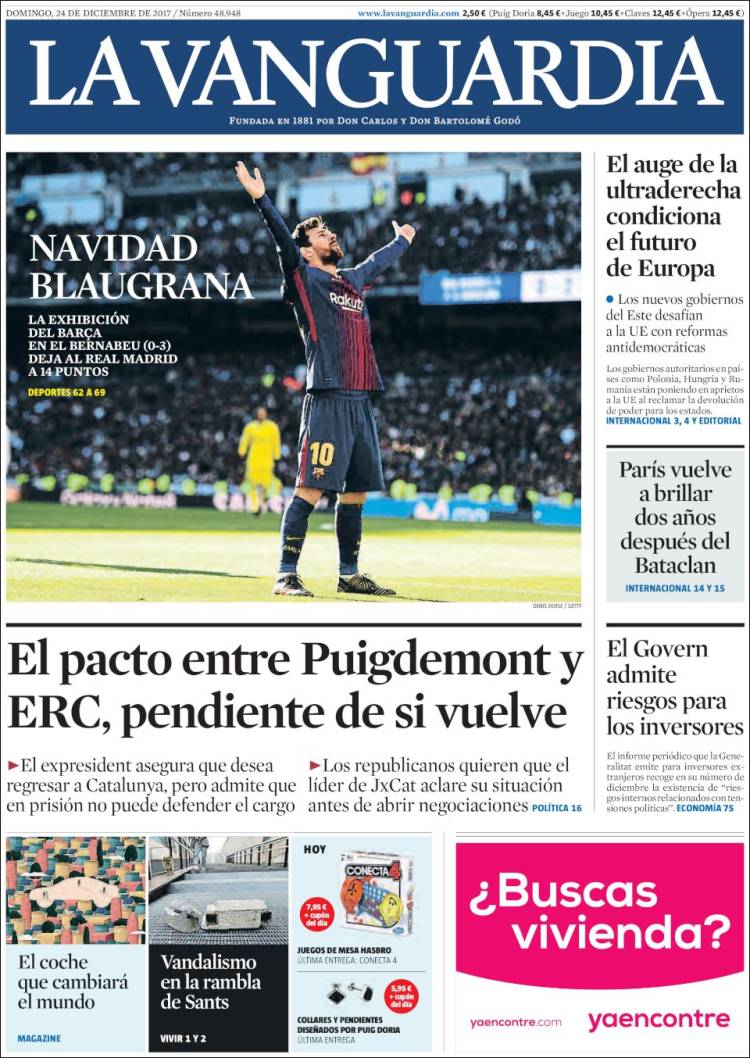 DOMINGO, 24 DE DICIEMBRE DE 2017 / Número 48.948
www.lavanguardia.com 2,50 € (Puig Doria 8,45 €+Juego 10,45 €+Claves 12,45 €+Ópera 12,45 €)
LA VANGUARDIA
FUNDADA EN 1881 POR DON CARLOS Y DON BARTOLOMÉ GODÓ
NAVIDAD
BLAUGRANA
LA EXHIBICIÓN
DEL BARÇA
EN EL BERNABEU (0-3)
DEJA AL REAL MADRID
A 14 PUNTOS
DEPORTES 62 A 69
Rakuten
10
DENIS DOYLE / GETTY
El auge de la
ultraderecha
condiciona
el futuro
de Europa
● Los nuevos gobiernos
del Este desafían
a la UE con reformas
antidemocráticas
Los gobiernos autoritarios en paí-
ses como Polonia, Hungría y Ru-
manía están poniendo en aprietos
a la UE al reclamar la devolución
de poder para los estados.
INTERNACIONAL 3, 4 Y EDITORIAL
París vuelve
a brillar
dos años
después del
Bataclan
INTERNACIONAL 14 Y 15
El pacto entre Puigdemont y
ERC, pendiente de si vuelve
►El expresident asegura que desea
regresar a Catalunya, pero admite que
en prisión no puede defender el cargo
►Los republicanos quieren que el
líder de JxCat aclare su situación
antes de abrir negociaciones POLÍTICA 16
El Govern
admite
riesgos para
los inversores
El informe periódico que la Gene-
ralitat emite para inversores ex-
tranjeros recoge en su número de
diciembre la existencia de “ries-
gos internos relacionados con ten-
siones políticas”. ECONOMÍA 75
El coche
que cambiará
el mundo
MAGAZINE
Vandalismo
en la rambla
de Sants
VIVIR 1 Y 2
HOY
CONECTA 4
7,95 €
+ cupón
del día
JUEGOS DE MESA HASBRO
ÚLTIMA ENTREGA: CONECTA 4
5,95 €
+ cupón
del día
COLLARES Y PENDIENTES
DISEÑADOS POR PUIG DORIA
ÚLTIMA ENTREGA
¿Buscas
vivienda?
yaencontre.com
yaencontre